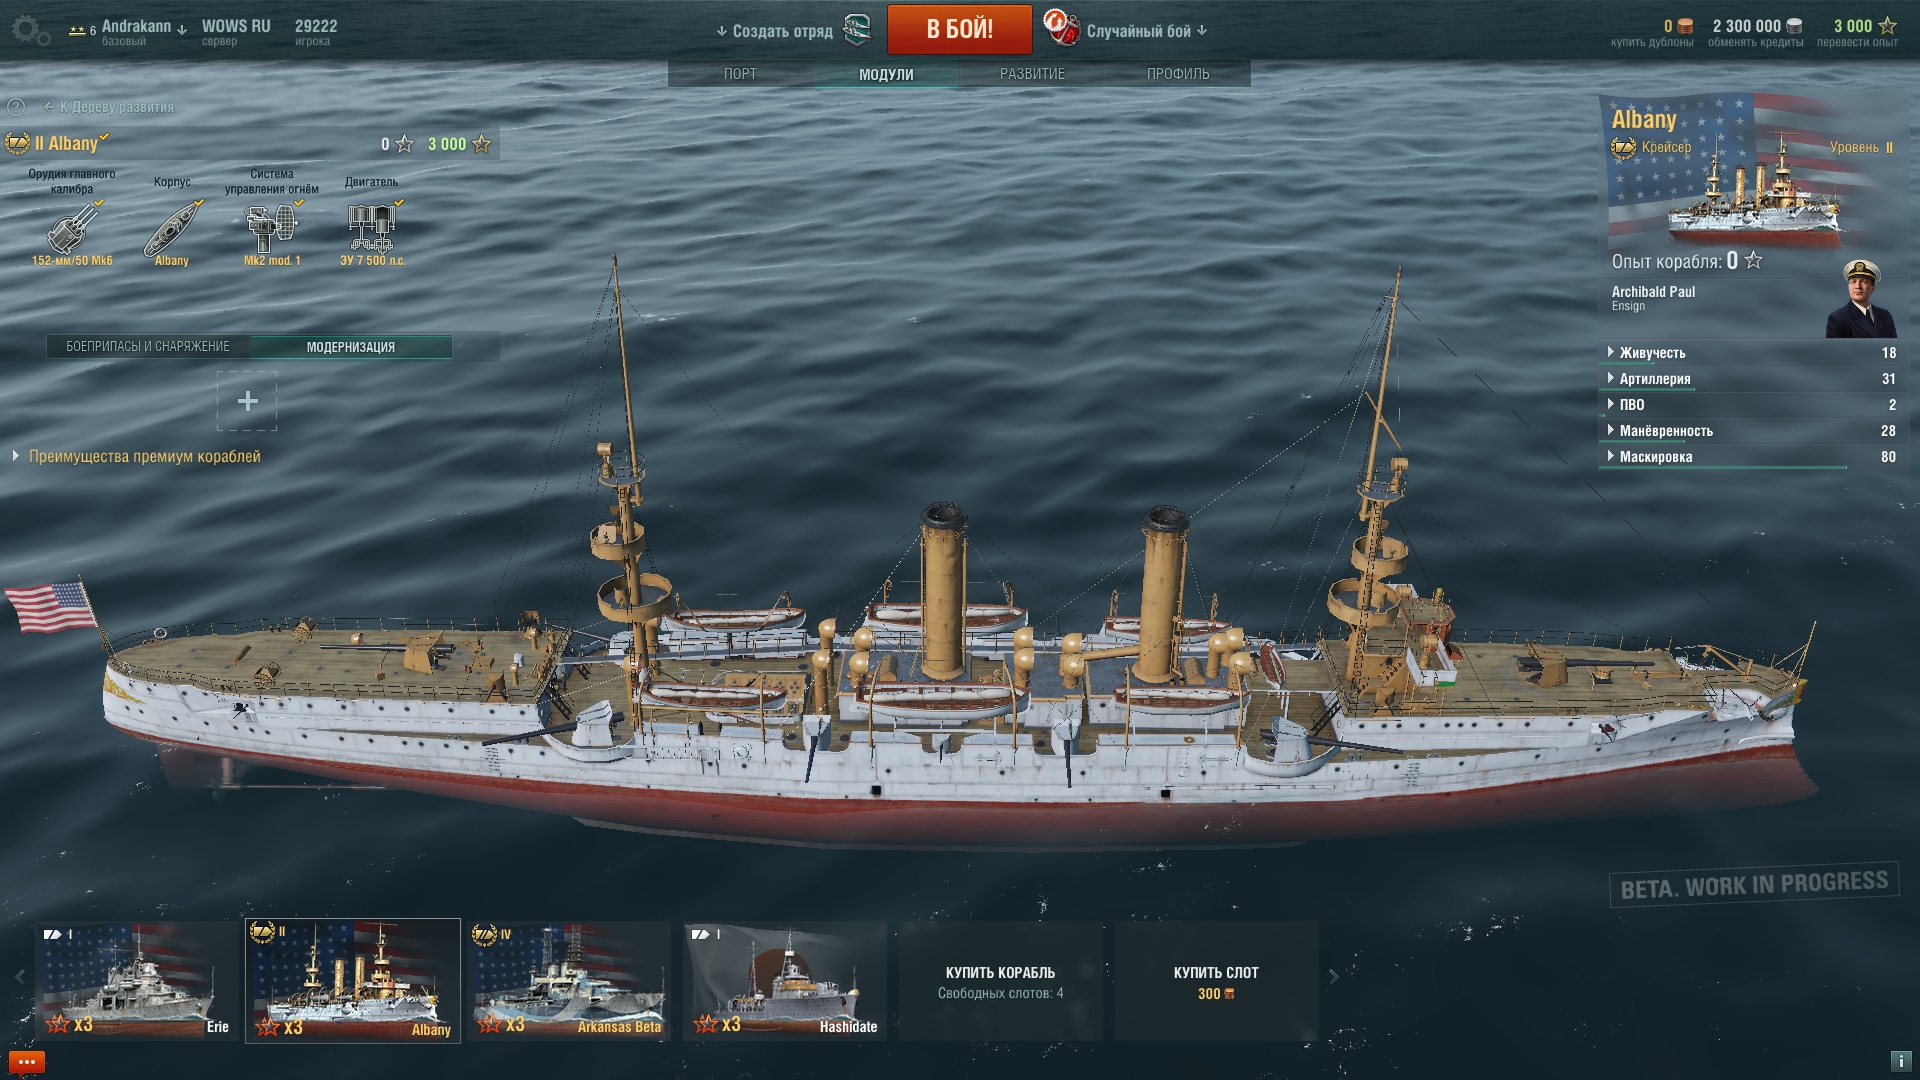 6 Andrakann
базовый
WOWS RU
сервер
29222
игрока
Создать отряд
В БОЙ!
Случайный бой
0
купить дублоны
2 300 000
обменять кредиты
3 000
перевести опыт
ПОРТ
МОДУЛИ
РАЗВИТИЕ
ПРОФИЛЬ
? К Дереву развития
II Albany
0
3 000
Орудия главного
калибра
Корпус
Система
управления огнём
Двигатель
152-мм/50 Mk6
Albany
Mk2 mod. 1
ЭУ 7 500 л.с.
БОЕПРИПАСЫ И СНАРЯЖЕНИЕ
МОДЕРНИЗАЦИЯ
+
Преимущества премиум кораблей
Albany
Крейсер
Уровень II
Опыт корабля: 0
Archibald Paul
Ensign
Живучесть 18
Артиллерия 31
ПВО 2
Манёвренность 28
Маскировка 80
BETA. WORK IN PROGRESS
I
x3
Erie
II
x3
Albany
IV
x3
Arkansas Beta
I
x3
Hashidate
КУПИТЬ КОРАБЛЬ
Свободных слотов: 4
КУПИТЬ СЛОТ
300
i